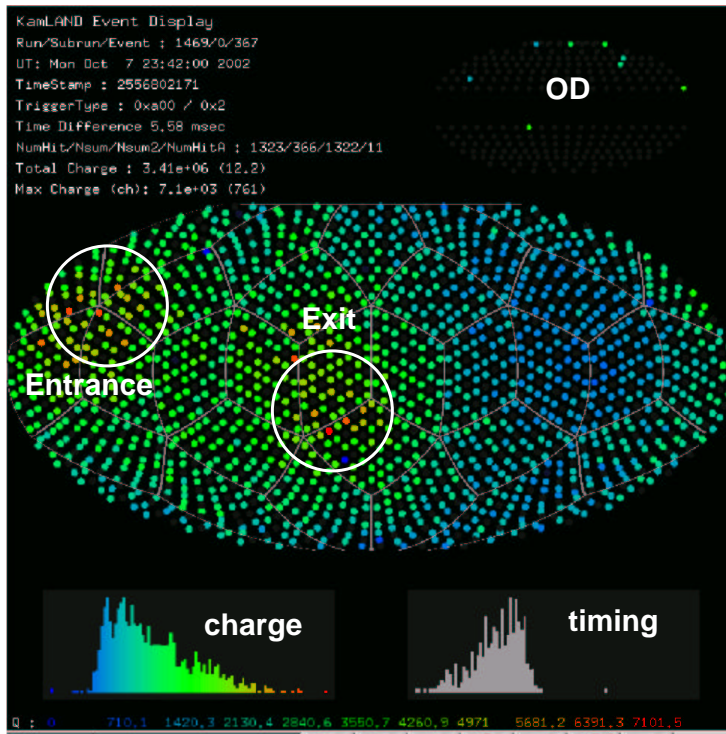 KamLAND Event Display
Run/Subrun/Event : 1469/0/367
UT: Mon Oct  7 23:42:00 2002
TimeStamp : 2556802171
TriggerType : 0xa00 / 0x2
Time Difference 5.58 msec
NumHit/Nsum/Nsum2/NumHitA : 1323/366/1322/11
Total Charge : 3.41e+06 (12.2)
Max Charge (ch): 7.1e+03 (761)
OD
Exit
Entrance
charge
timing
Q : 0 710.1 1420.3 2130.4 2840.6 3550.7 4260.9 4971 5681.2 6391.3 7101.5